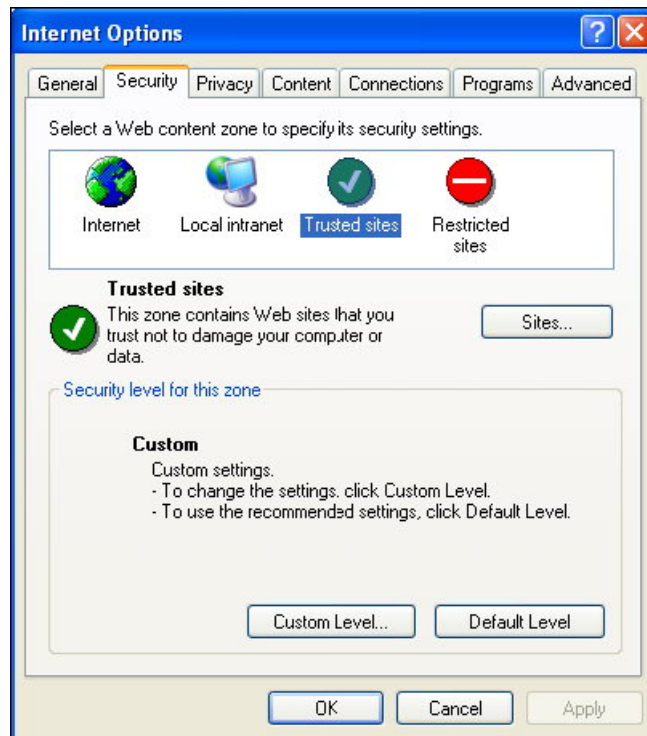 Internet Options
General Security Privacy Content Connections Programs Advanced
Select a Web content zone to specify its security settings.
Internet Local intranet Trusted sites Restricted
sites
Trusted sites
This zone contains Web sites that you
trust not to damage your computer or
data.
Sites...
Security level for this zone
Custom
Custom settings.
- To change the settings, click Custom Level.
- To use the recommended settings, click Default Level.
Custom Level... Default Level
OK Cancel Apply